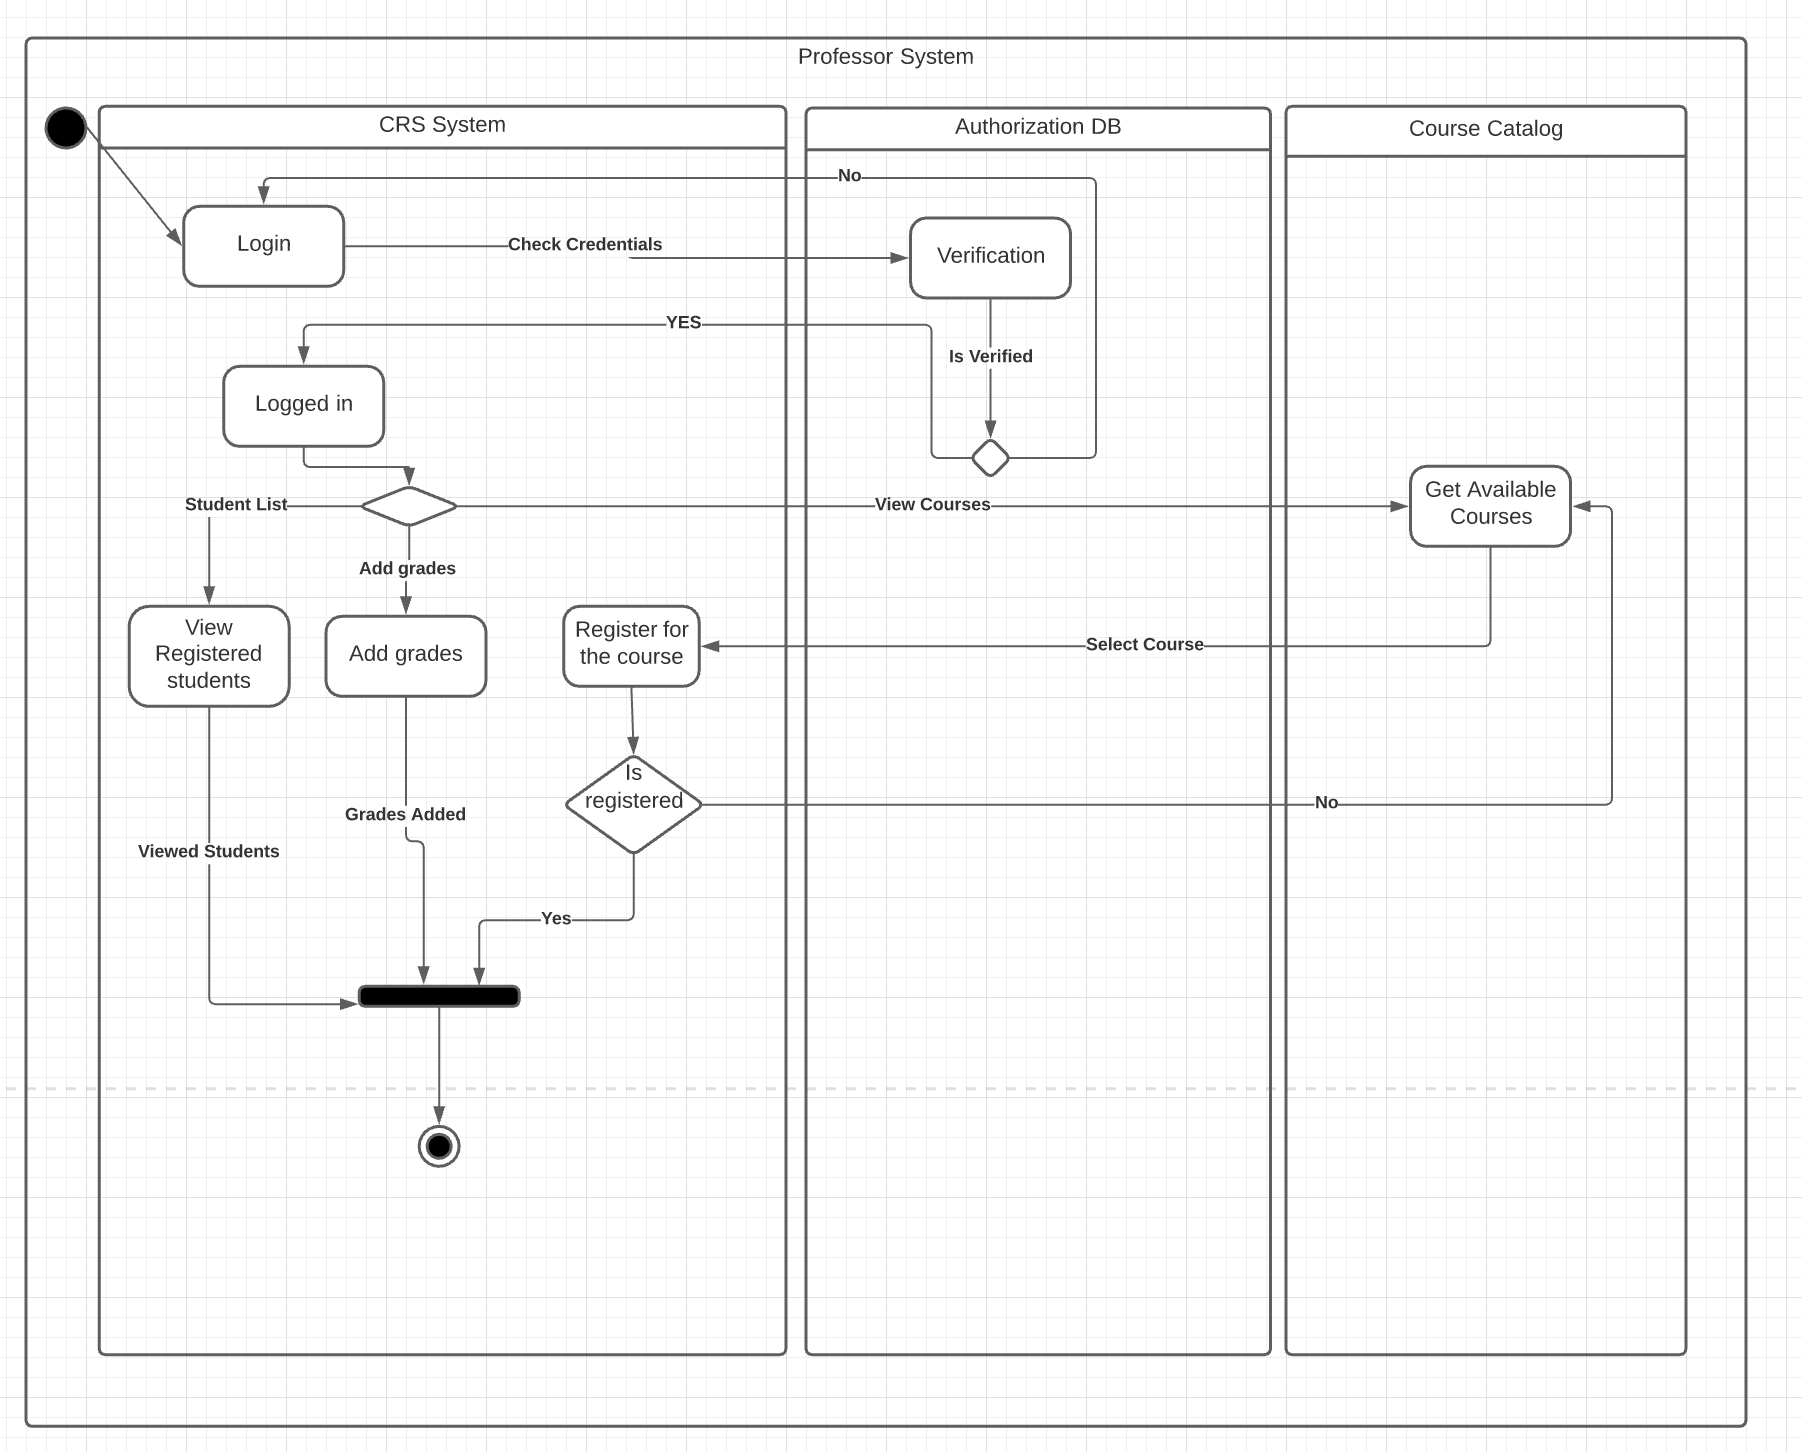 Professor System
CRS System
Authorization DB
Course Catalog
No
Login
Check Credentials
Verification
YES
Is Verified
Logged in
Student List
View Courses
Get Available
Courses
Add grades
View
Registered
students
Add grades
Register for
the course
Select Course
Is
registered
No
Grades Added
Viewed Students
Yes